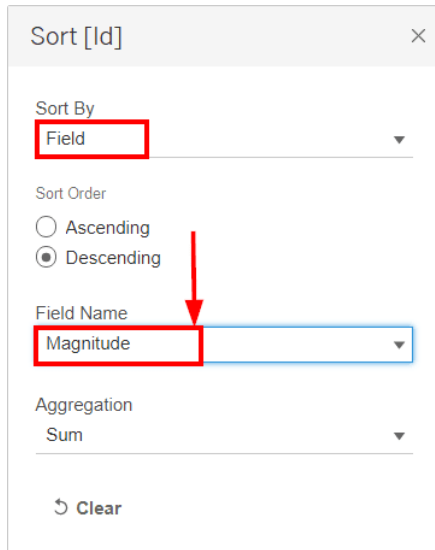 Sort [Id]
Sort By
Field
Sort Order
Ascending
Descending
Field Name
Magnitude
Aggregation
Sum
Clear